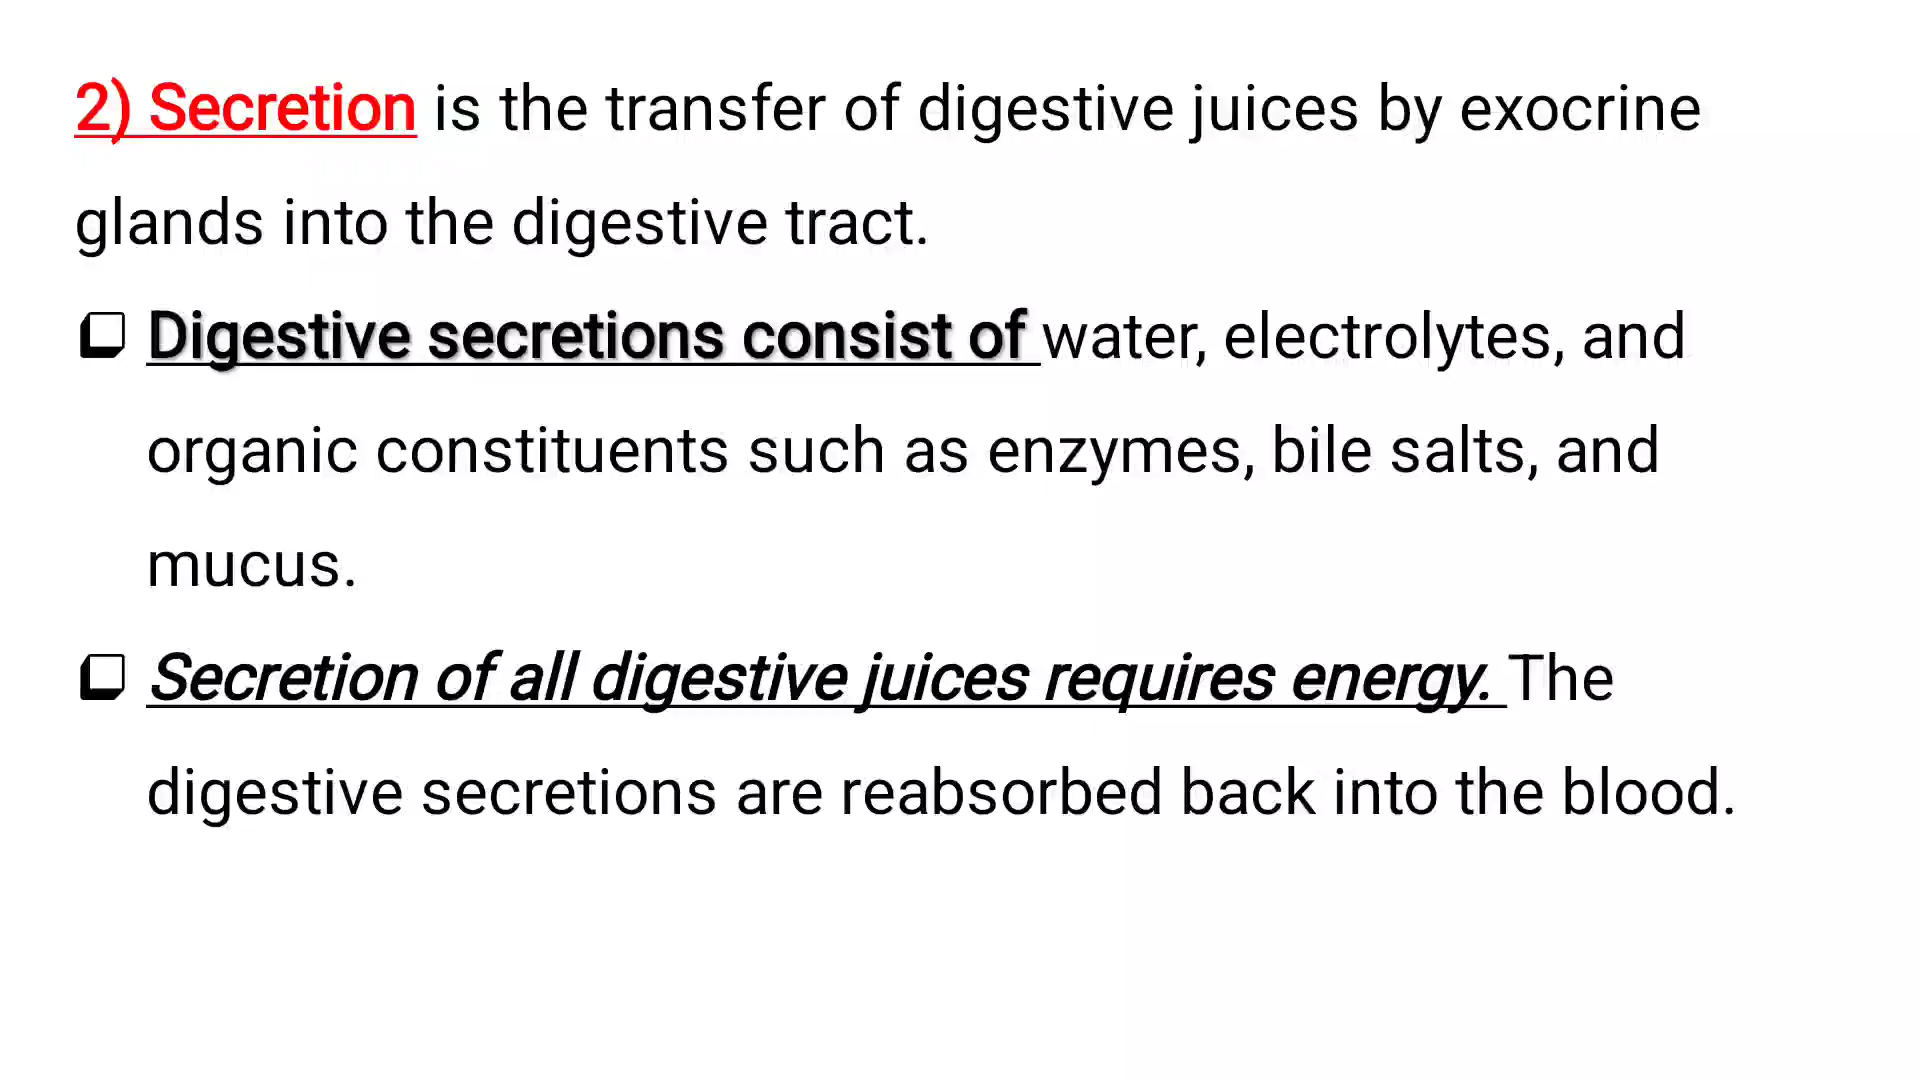 2) Secretion is the transfer of digestive juices by exocrine
glands into the digestive tract.
❑ Digestive secretions consist of water, electrolytes, and
organic constituents such as enzymes, bile salts, and
mucus.
❑ Secretion of all digestive juices requires energy. The
digestive secretions are reabsorbed back into the blood.